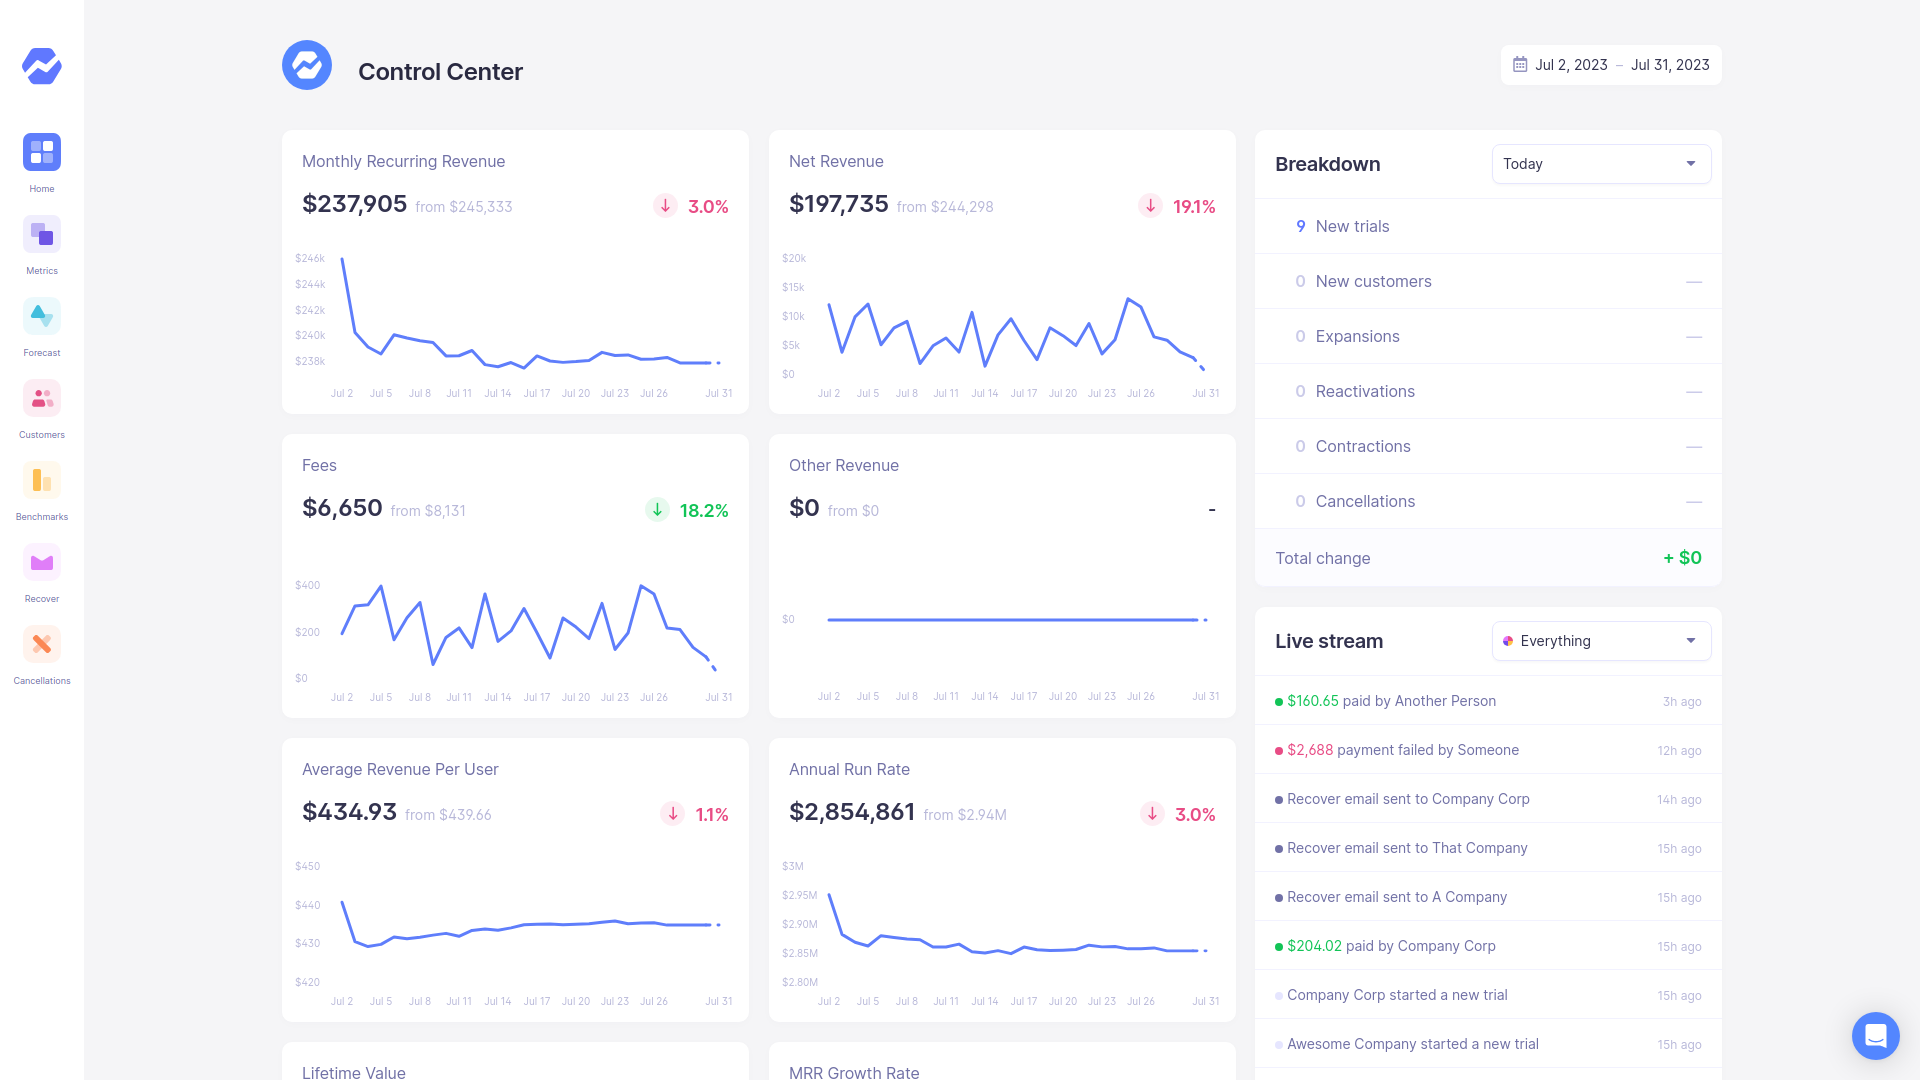 Control Center
Jul 2, 2023 – Jul 31, 2023
Home
Metrics
Forecast
Customers
Benchmarks
Recover
Cancellations
Monthly Recurring Revenue
$237,905 from $245,333
3.0%
$246k
$244k
$242k
$240k
$238k
Jul 2 Jul 5 Jul 8 Jul 11 Jul 14 Jul 17 Jul 20 Jul 23 Jul 26 Jul 31
Net Revenue
$197,735 from $244,298
19.1%
$20k
$15k
$10k
$5k
$0
Jul 2 Jul 5 Jul 8 Jul 11 Jul 14 Jul 17 Jul 20 Jul 23 Jul 26 Jul 31
Fees
$6,650 from $8,131
18.2%
$400
$200
$0
Jul 2 Jul 5 Jul 8 Jul 11 Jul 14 Jul 17 Jul 20 Jul 23 Jul 26 Jul 31
Other Revenue
$0 from $0
-
$0
Jul 2 Jul 5 Jul 8 Jul 11 Jul 14 Jul 17 Jul 20 Jul 23 Jul 26 Jul 31
Average Revenue Per User
$434.93 from $439.66
1.1%
$450
$440
$430
$420
Jul 2 Jul 5 Jul 8 Jul 11 Jul 14 Jul 17 Jul 20 Jul 23 Jul 26 Jul 31
Annual Run Rate
$2,854,861 from $2.94M
3.0%
$3M
$2.95M
$2.90M
$2.85M
$2.80M
Jul 2 Jul 5 Jul 8 Jul 11 Jul 14 Jul 17 Jul 20 Jul 23 Jul 26 Jul 31
Lifetime Value
MRR Growth Rate
Breakdown
Today
9 New trials
0 New customers —
0 Expansions —
0 Reactivations —
0 Contractions —
0 Cancellations —
Total change + $0
Live stream
Everything
$160.65 paid by Another Person 3h ago
$2,688 payment failed by Someone 12h ago
Recover email sent to Company Corp 14h ago
Recover email sent to That Company 15h ago
Recover email sent to A Company 15h ago
$204.02 paid by Company Corp 15h ago
Company Corp started a new trial 15h ago
Awesome Company started a new trial 15h ago